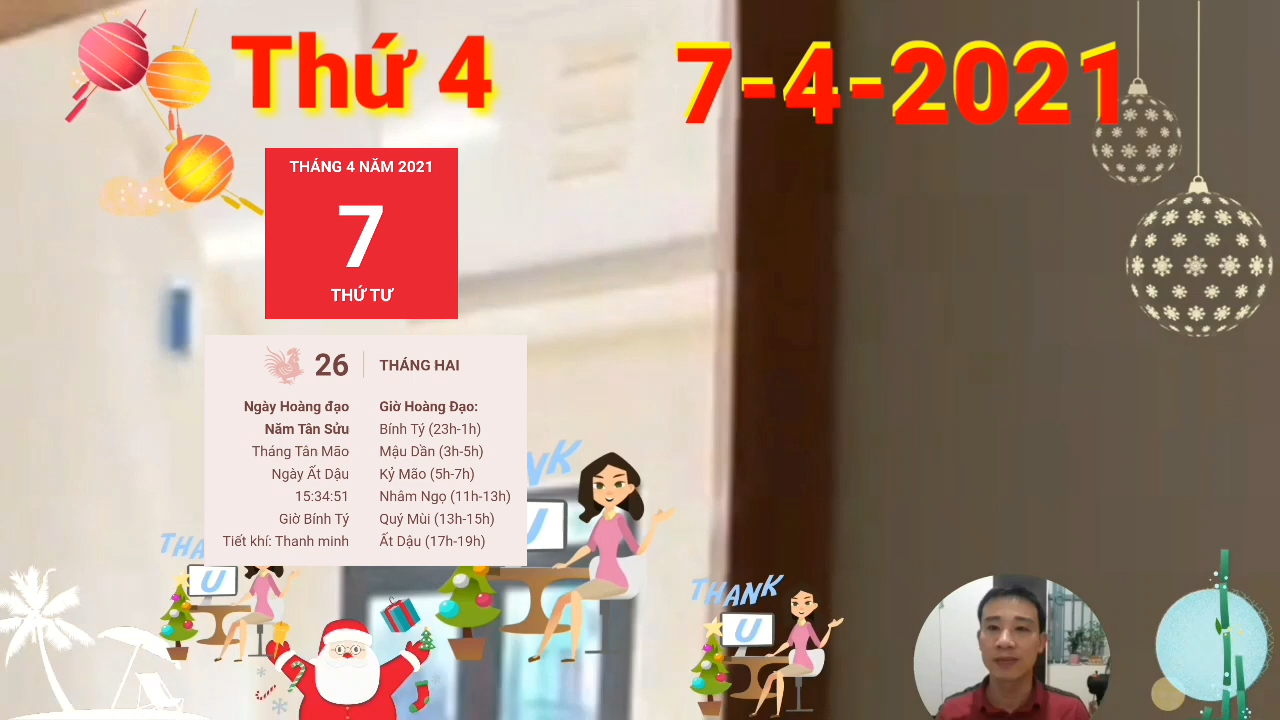 Thứ 4
7-4-2021
THÁNG 4 NĂM 2021
7
THỨ TƯ
26
THÁNG HAI
Ngày Hoàng đạo
Năm Tân Sửu
Tháng Tân Mão
Ngày Ất Dậu
15:34:51
Giờ Bính Tý
Tiết khí: Thanh minh
Giờ Hoàng Đạo:
Bính Tý (23h-1h)
Mậu Dần (3h-5h)
Kỷ Mão (5h-7h)
Nhâm Ngọ (11h-13h)
Quý Mùi (13h-15h)
Ất Dậu (17h-19h)
NK
U
THA
U
THANK
U